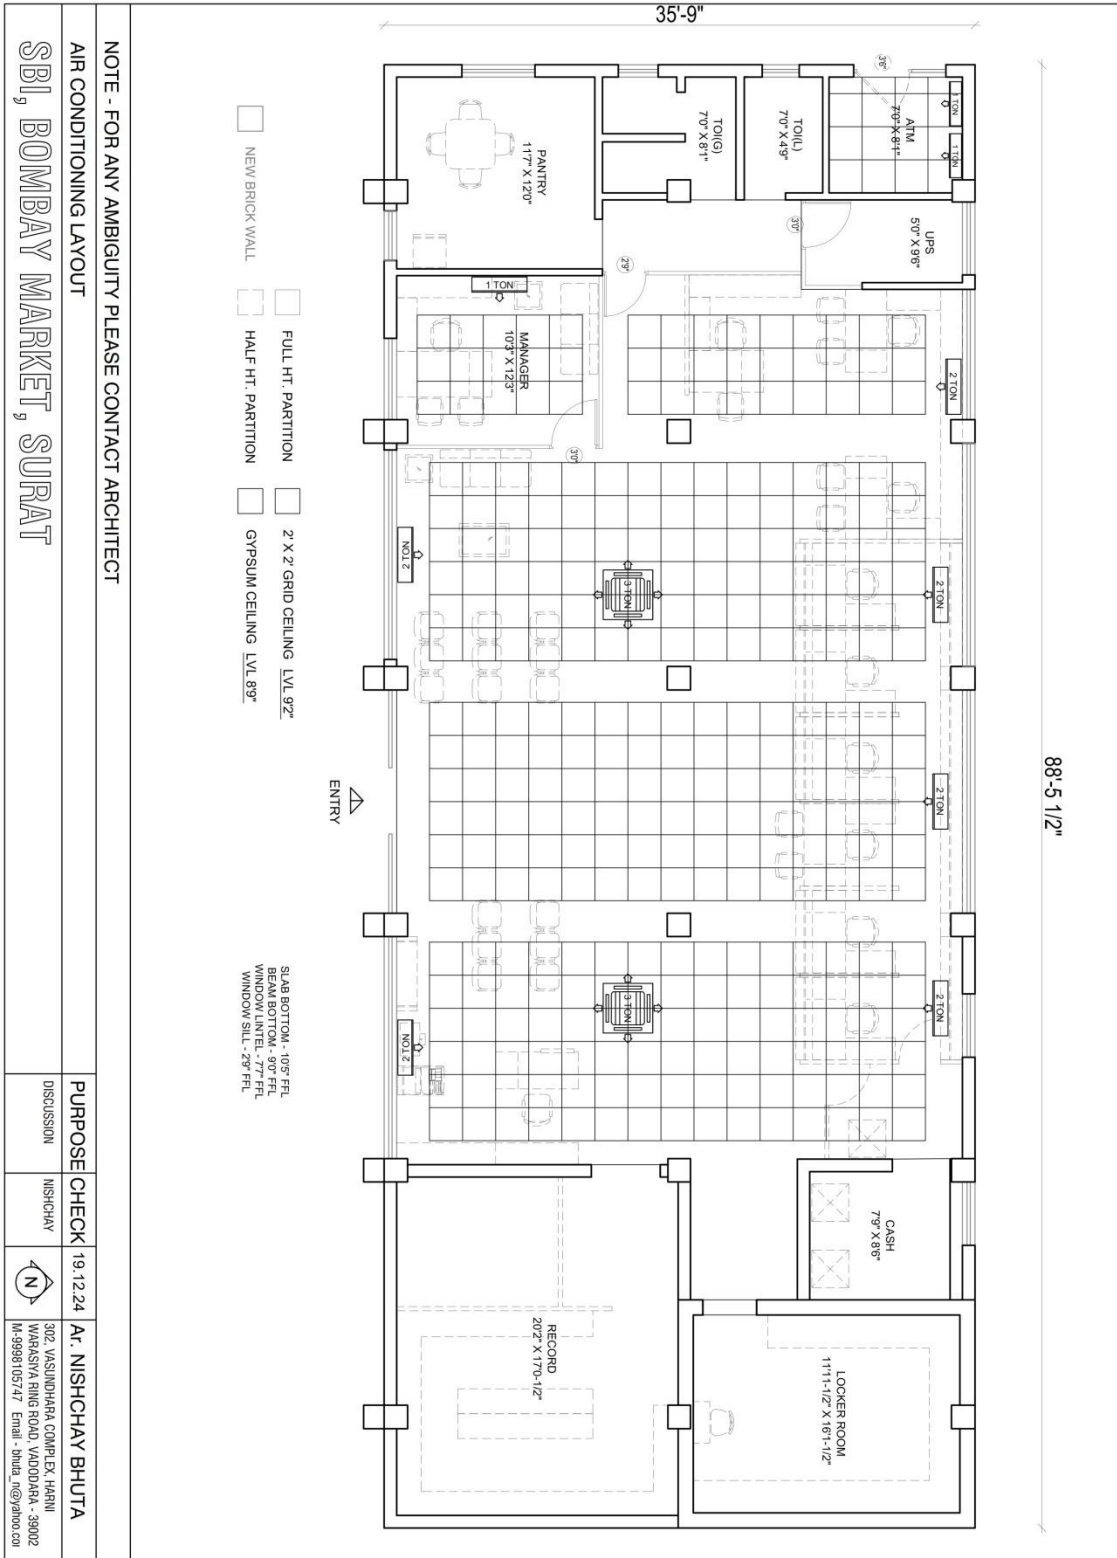 35'-9"
88'-5 1/2"
3'6"
ATM
7'0" X 8'1"
1 TON
1 TON
TOI(L)
7'0" X 4'9"
TOI(G)
7'0" X 8'1"
PANTRY
11'7" X 12'0"
UPS
5'0" X 9'6"
3'0"
2'9"
1 TON
MANAGER
10'3" X 12'3"
2 TON
3'0"
2 TON
3 TON
2 TON
2 TON
ENTRY
2 TON
3 TON
2 TON
CASH
7'9" X 8'6"
RECORD
20'2" X 17'0-1/2"
LOCKER ROOM
11'11-1/2" X 16'1-1/2"
SLAB BOTTOM - 10'5" FFL
BEAM BOTTOM - 9'0" FFL
WINDOW LINTEL - 7'7" FFL
WINDOW SILL - 2'9" FFL
FULL HT. PARTITION
2' X 2' GRID CEILING LVL 9'2"
NEW BRICK WALL
HALF HT. PARTITION
GYPSUM CEILING LVL 8'9"
NOTE - FOR ANY AMBIGUITY PLEASE CONTACT ARCHITECT
AIR CONDITIONING LAYOUT
SBI, BOMBAY MARKET, SURAT
PURPOSE
DISCUSSION
CHECK
NISHCHAY
19.12.24
N
Ar. NISHCHAY BHUTA
302, VASUNDHARA COMPLEX, HARNI
WARASIYA RING ROAD, VADODARA - 39002
M-9998105747 Email - bhuta_n@yahoo.col